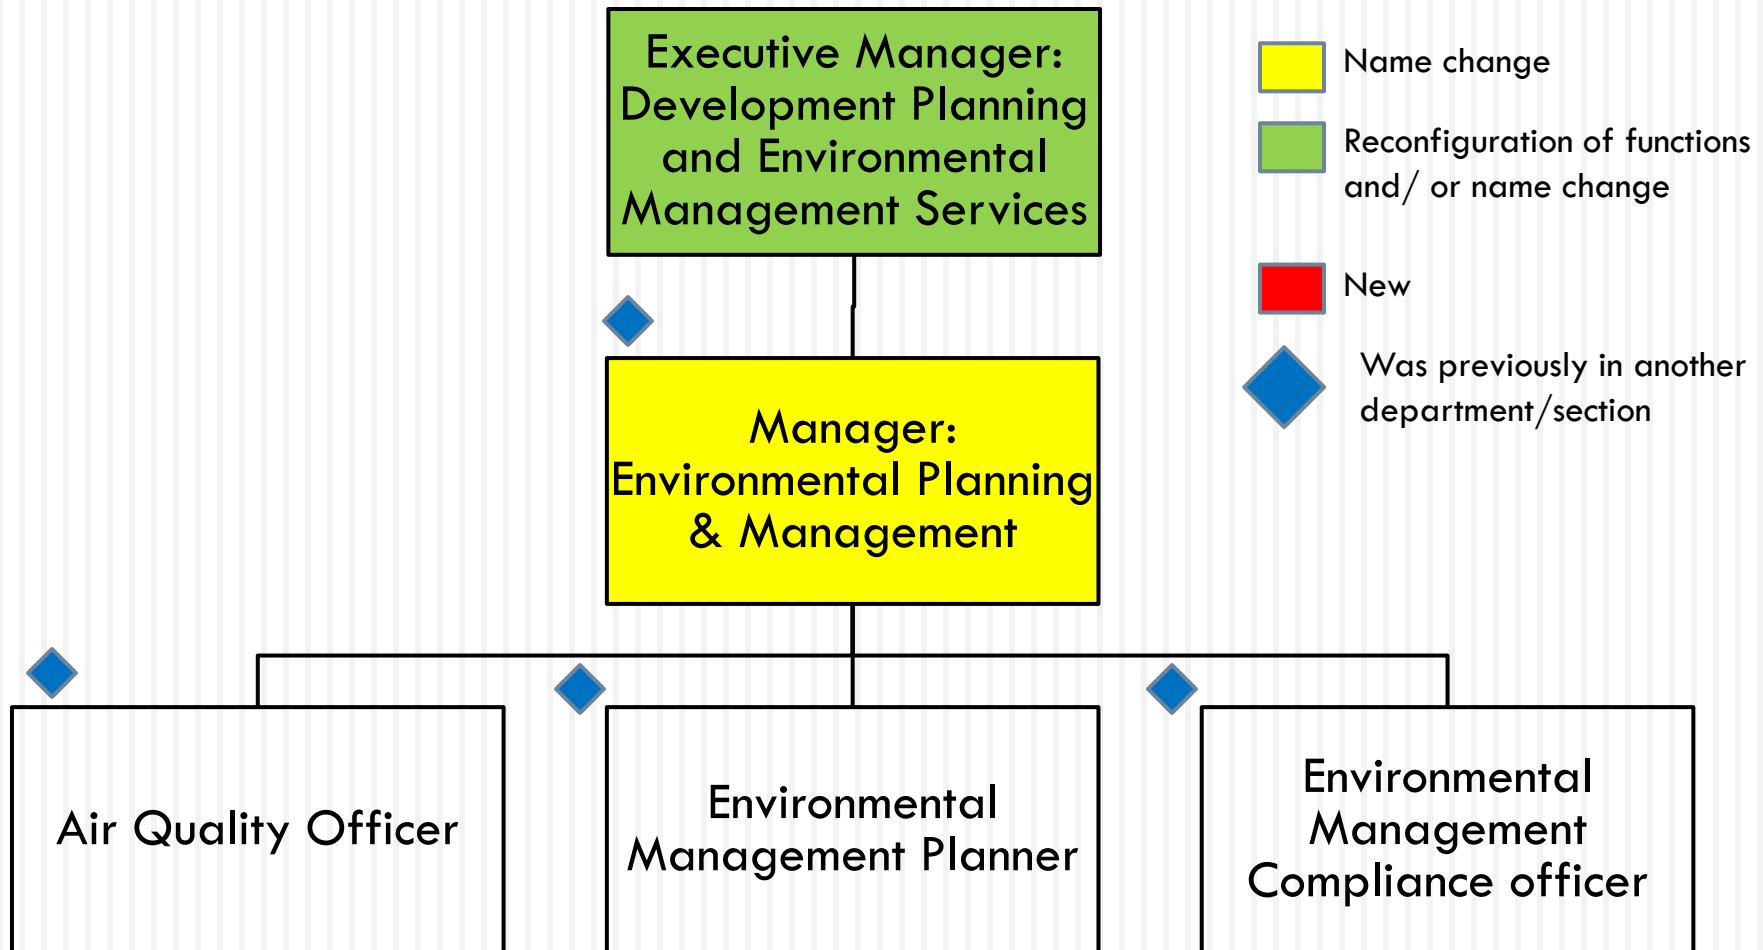 Executive Manager:
Development Planning
and Environmental
Management Services
Name change
Reconfiguration of functions
and/ or name change
New
Was previously in another
department/section
Manager:
Environmental Planning
& Management
Air Quality Officer
Environmental
Management Planner
Environmental
Management
Compliance officer